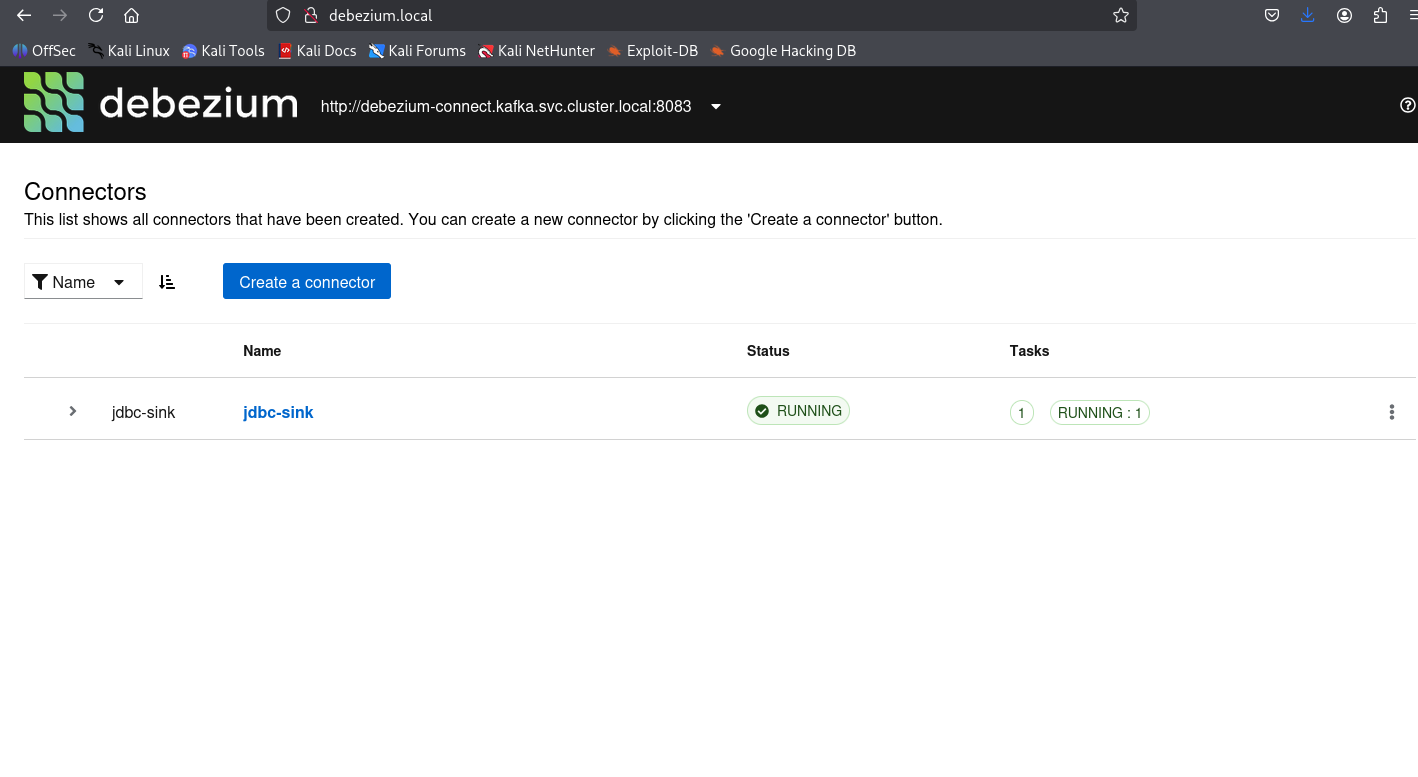 debezium.local
OffSec Kali Linux Kali Tools Kali Docs Kali Forums Kali NetHunter Exploit-DB Google Hacking DB
debezium http://debezium-connect.kafka.svc.cluster.local:8083
Connectors
This list shows all connectors that have been created. You can create a new connector by clicking the 'Create a connector' button.
Name Create a connector
Name Status Tasks
jdbc-sink jdbc-sink RUNNING 1 RUNNING : 1